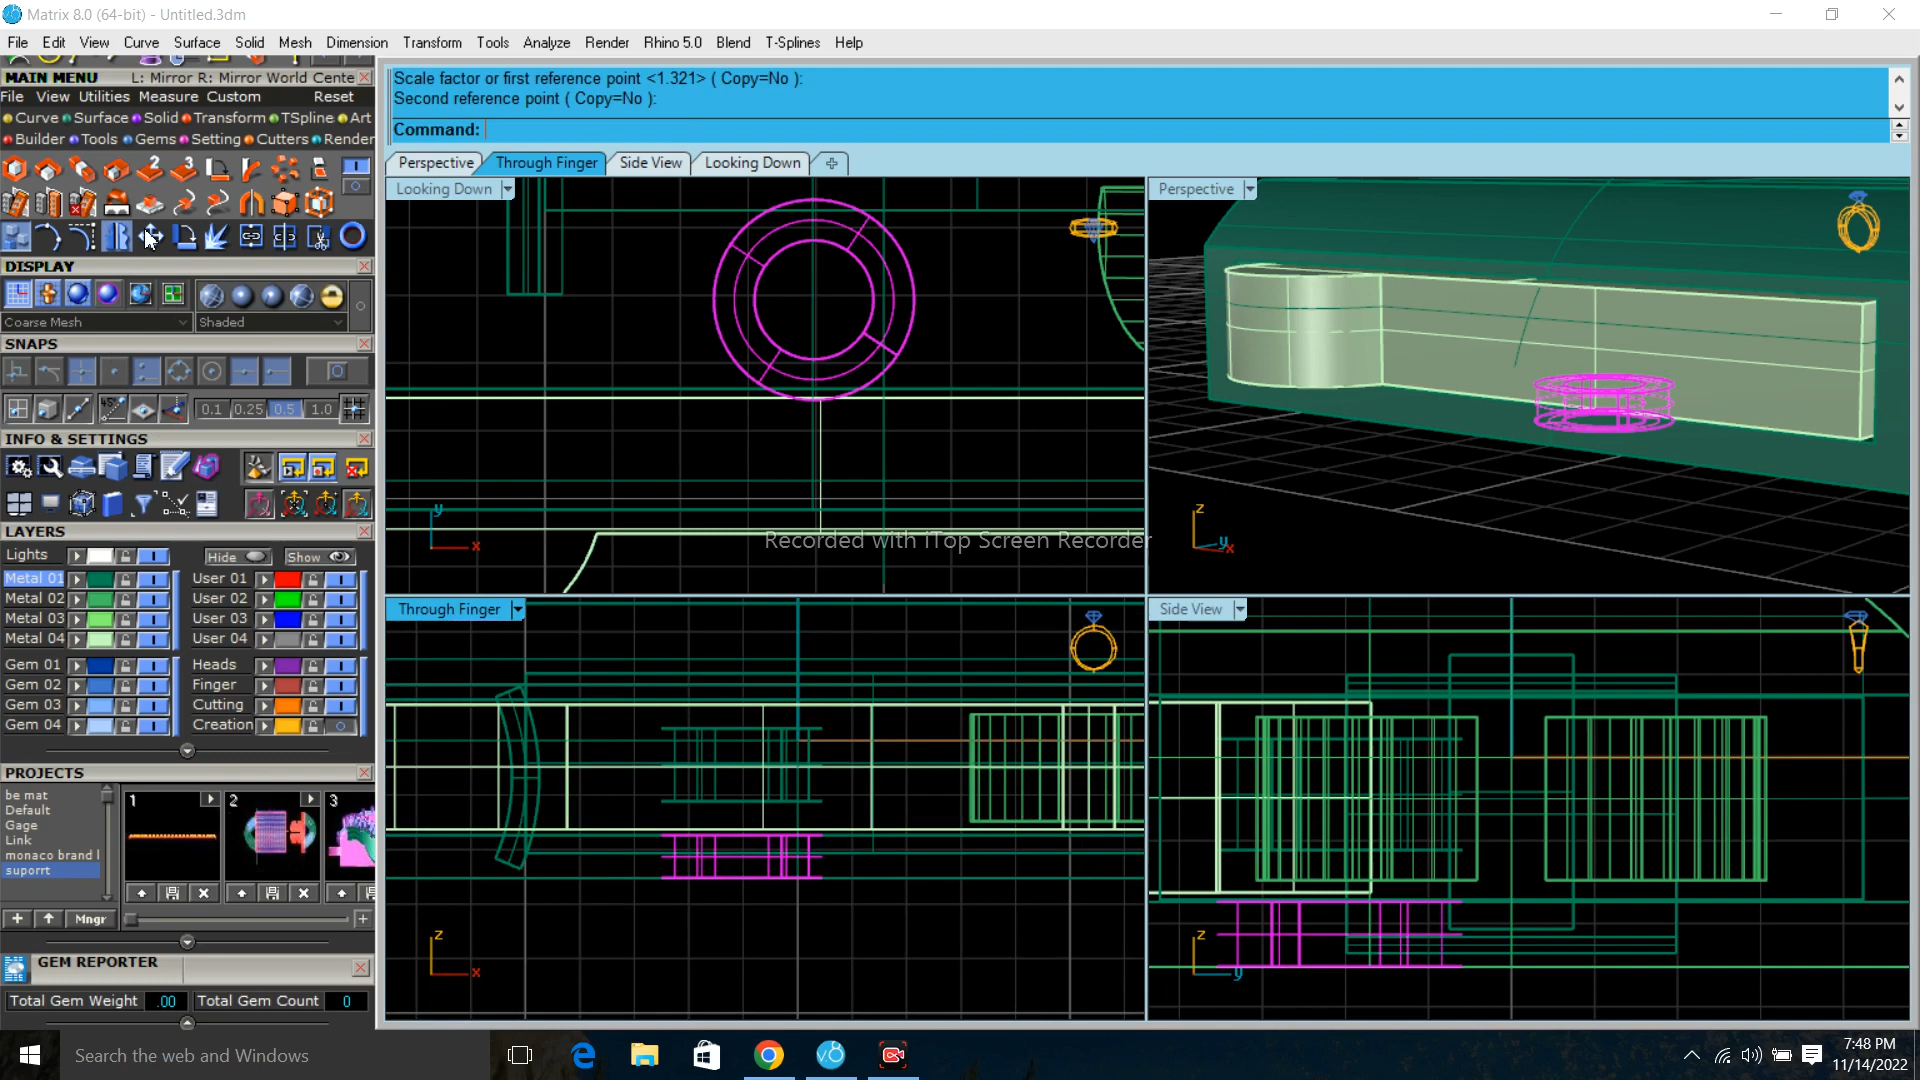 Matrix 8.0 (64-bit) - Untitled.3dm
File Edit View Curve Surface Solid Mesh Dimension Transform Tools Analyze Render Rhino 5.0 Blend T-Splines Help
MAIN MENU L: Mirror R: Mirror World Cente
File View Utilities Measure Custom Reset
Curve Surface Solid Transform TSpline Art
Builder Tools Gems Setting Cutters Render
2 3
DISPLAY
Coarse Mesh Shaded
SNAPS
45°
0.1 0.25 0.5 1.0
INFO & SETTINGS
LAYERS
Lights Hide Show
Metal 01 User 01
Metal 02 User 02
Metal 03 User 03
Metal 04 User 04
Gem 01 Heads
Gem 02 Finger
Gem 03 Cutting
Gem 04 Creation
PROJECTS
be mat
Default
Gage
Link
monaco brand l
suporrt
1 2 3
Mngr
GEM REPORTER
Total Gem Weight .00 Total Gem Count 0
Scale factor or first reference point <1.321> ( Copy=No ):
Second reference point ( Copy=No ):
Command:
Perspective Through Finger Side View Looking Down
Looking Down
y
x
Perspective
z
y
x
Recorded with iTop Screen Recorder
Through Finger
z
x
Side View
z
y
Search the web and Windows
7:48 PM
11/14/2022